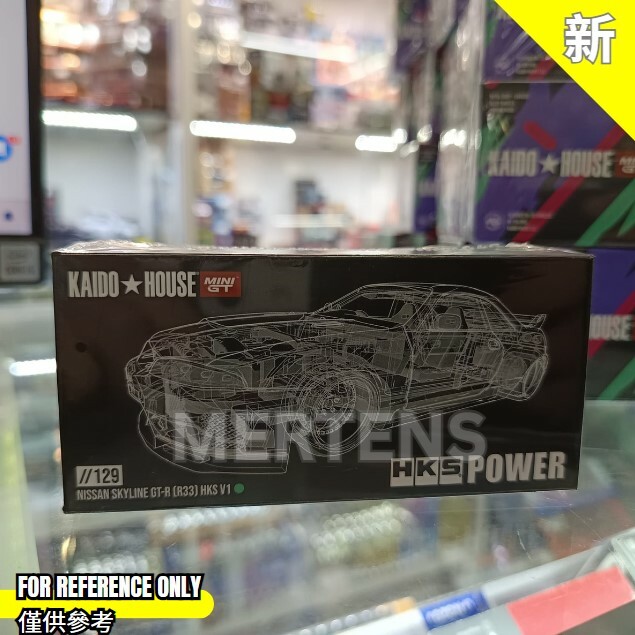 新
KAIDO★HOUSE
KAIDO★HOUSE MINI GT
HOUSE
MERTENS
HKS POWER
//129
NISSAN SKYLINE GT-R (R33) HKS V1
FOR REFERENCE ONLY
僅供參考